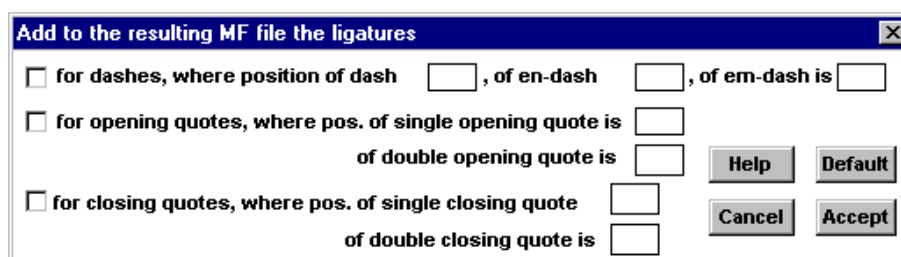 Add to the resulting MF file the ligatures
for dashes, where position of dash , of en-dash , of em-dash is
for opening quotes, where pos. of single opening quote is
of double opening quote is
Help Default
for closing quotes, where pos. of single closing quote
Cancel Accept
of double closing quote is